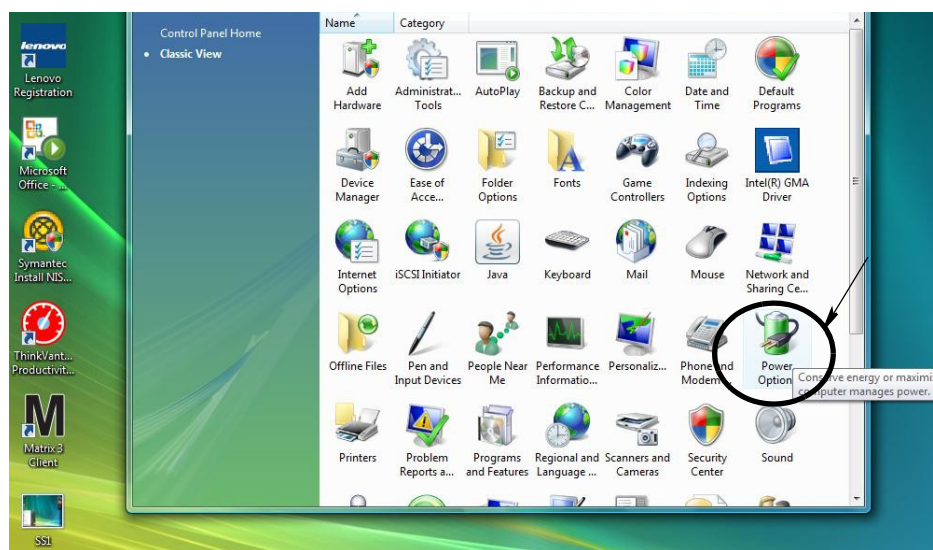 lenovo
Lenovo
Registration
Microsoft
Office - ...
Symantec
Install NIS...
ThinkVant...
Productivit...
M
Matrix 3
Client
SS1
Control Panel Home
• Classic View
Name Category
Add
Hardware
Administrat...
Tools
AutoPlay
Backup and
Restore C...
Color
Management
Date and
Time
Default
Programs
Device
Manager
Ease of
Acce...
Folder
Options
Fonts
Game
Controllers
Indexing
Options
Intel(R) GMA
Driver
Internet
Options
iSCSI Initiator
Java
Keyboard
Mail
Mouse
Network and
Sharing Ce...
Offline Files
Pen and
Input Devices
People Near
Me
Performance
Informatio...
Personaliz...
Phone and
Modem ...
Power
Option
Conserve energy or maximi
computer manages power.
Printers
Problem
Reports a...
Programs
and Features
Regional and
Language ...
Scanners and
Cameras
Security
Center
Sound